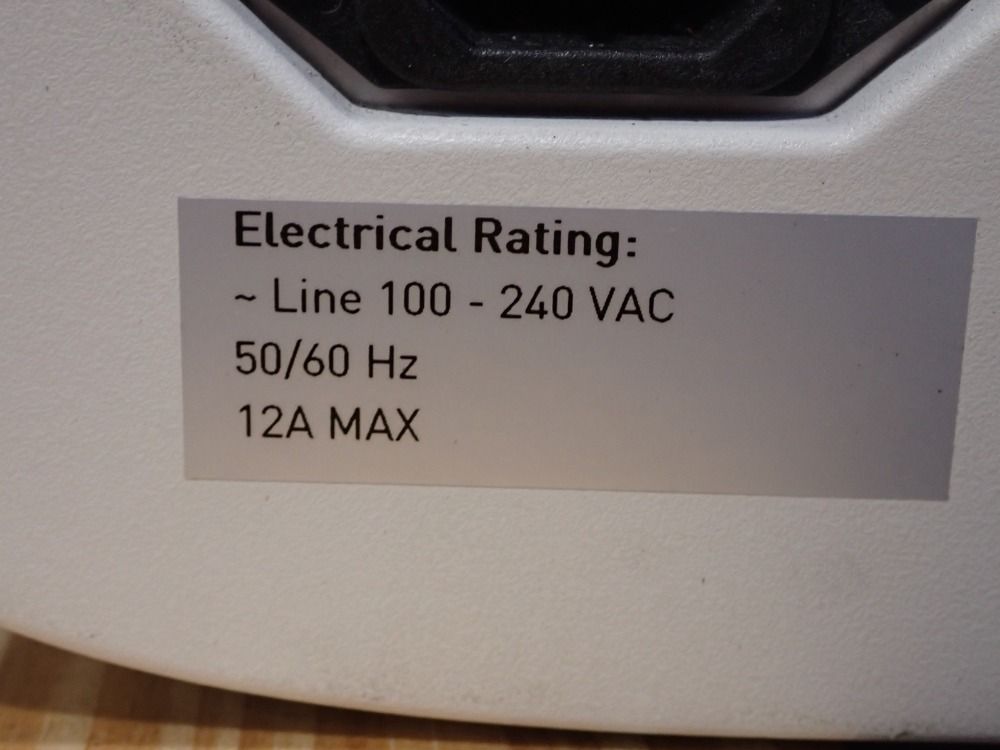 Electrical Rating:
~ Line 100 - 240 VAC
50/60 Hz
12A MAX